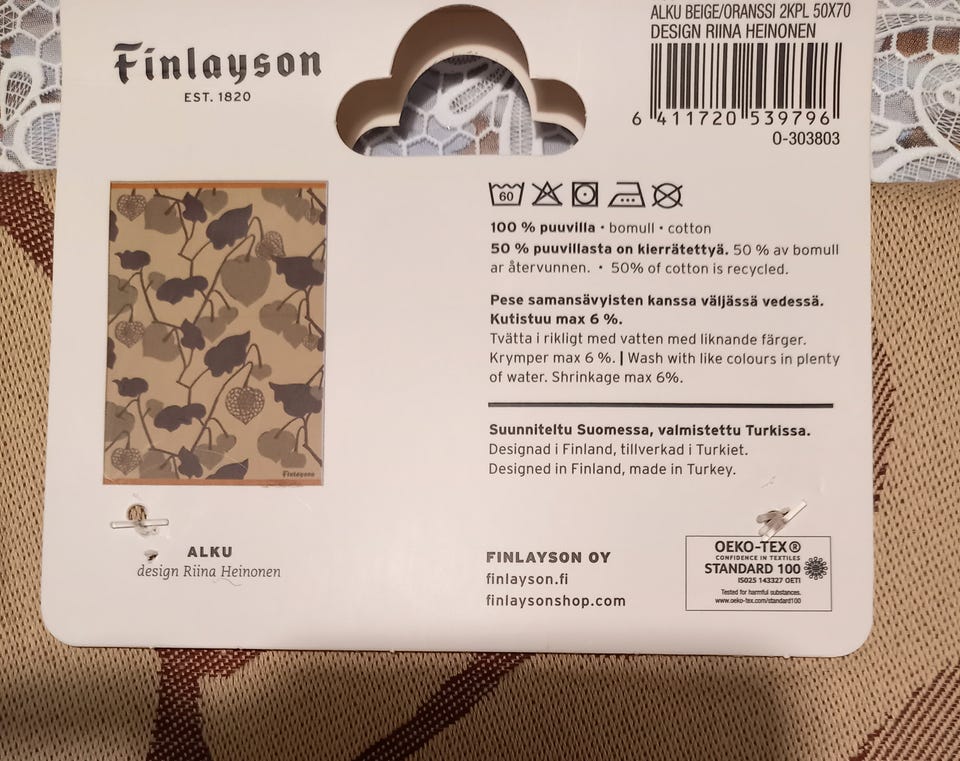 Finlayson
EST. 1820
ALKU BEIGE/ORANSSI 2KPL 50X70
DESIGN RIINA HEINONEN
6 411720 539796
0-303803
60
100 % puuvilla • bomull • cotton
50 % puuvillasta on kierrätettyä. 50 % av bomull
ar återvunnen. • 50% of cotton is recycled.
Pese samansävyisten kanssa väljässä vedessä.
Kutistuu max 6 %.
Tvätta i rikligt med vatten med liknande färger.
Krymper max 6 %. | Wash with like colours in plenty
of water. Shrinkage max 6%.
Suunniteltu Suomessa, valmistettu Turkissa.
Designad i Finland, tillverkad i Turkiet.
Designed in Finland, made in Turkey.
Finlayson
ALKU
design Riina Heinonen
FINLAYSON OY
finlayson.fi
finlaysonshop.com
OEKO-TEX®
CONFIDENCE IN TEXTILES
STANDARD 100
IS025 143327 OETI
Tested for harmful substances.
www.oeko-tex.com/standard100